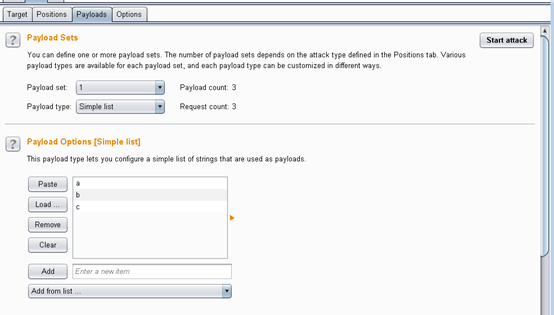 Target Positions Payloads Options
? Payload Sets Start attack
You can define one or more payload sets. The number of payload sets depends on the attack type defined in the Positions tab. Various
payload types are available for each payload set, and each payload type can be customized in different ways.
Payload set: 1 Payload count: 3
Payload type: Simple list Request count: 3
? Payload Options [Simple list]
This payload type lets you configure a simple list of strings that are used as payloads.
Paste a
b
Load ... c
Remove
Clear
Add Enter a new item
Add from list ...